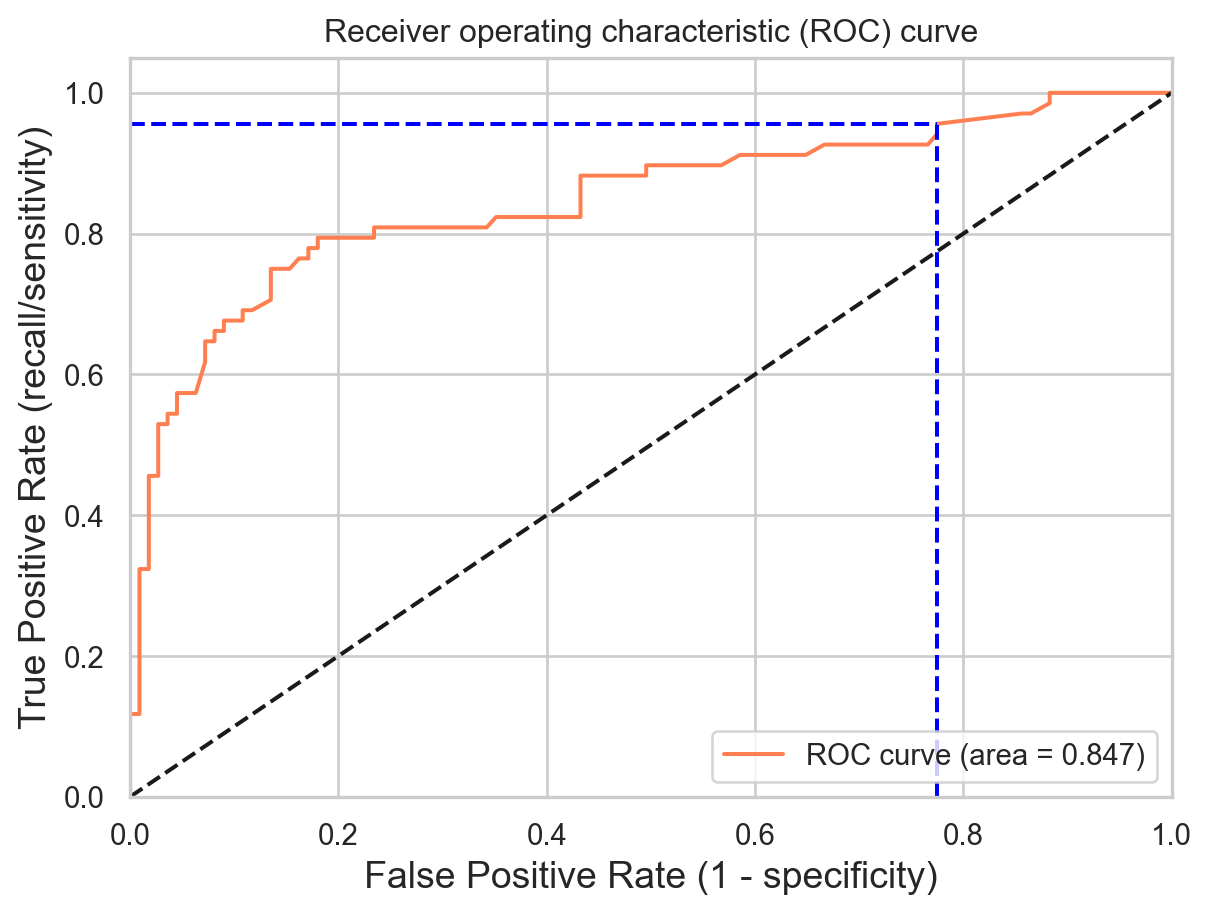 Receiver operating characteristic (ROC) curve
True Positive Rate (recall/sensitivity)
1.0
0.8
0.6
0.4
0.2
0.0
ROC curve (area = 0.847)
0.0 0.2 0.4 0.6 0.8 1.0
False Positive Rate (1 - specificity)